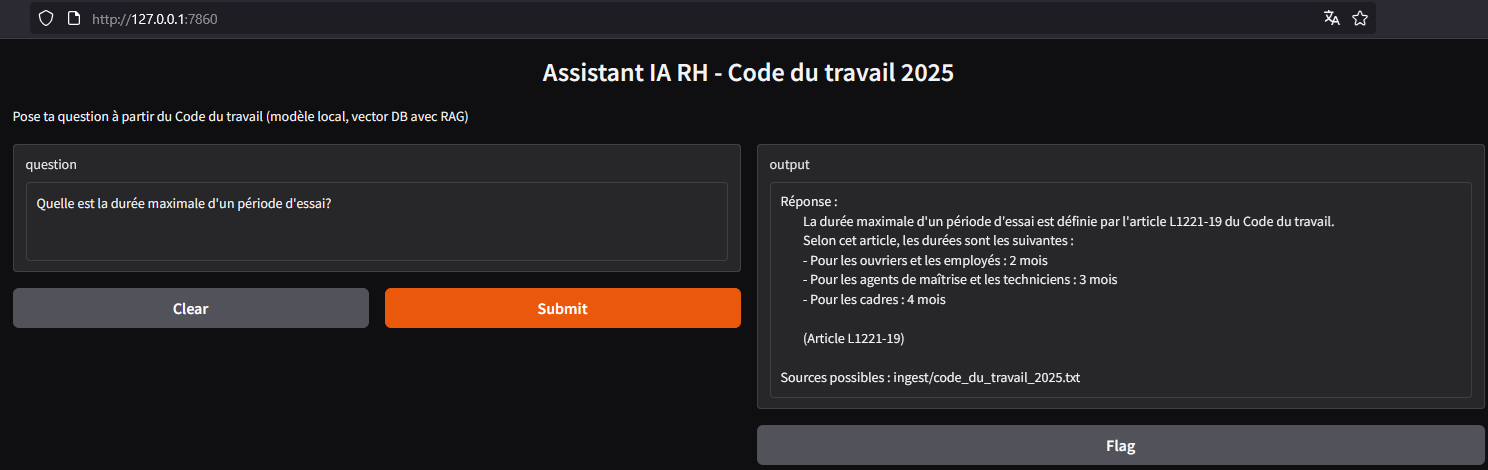 http://127.0.0.1:7860
Assistant IA RH - Code du travail 2025
Pose ta question à partir du Code du travail (modèle local, vector DB avec RAG)
question
Quelle est la durée maximale d'un période d'essai?
Clear
Submit
output
Réponse :
La durée maximale d'un période d'essai est définie par l'article L1221-19 du Code du travail.
Selon cet article, les durées sont les suivantes :
- Pour les ouvriers et les employés : 2 mois
- Pour les agents de maîtrise et les techniciens : 3 mois
- Pour les cadres : 4 mois
(Article L1221-19)
Sources possibles : ingest/code_du_travail_2025.txt
Flag